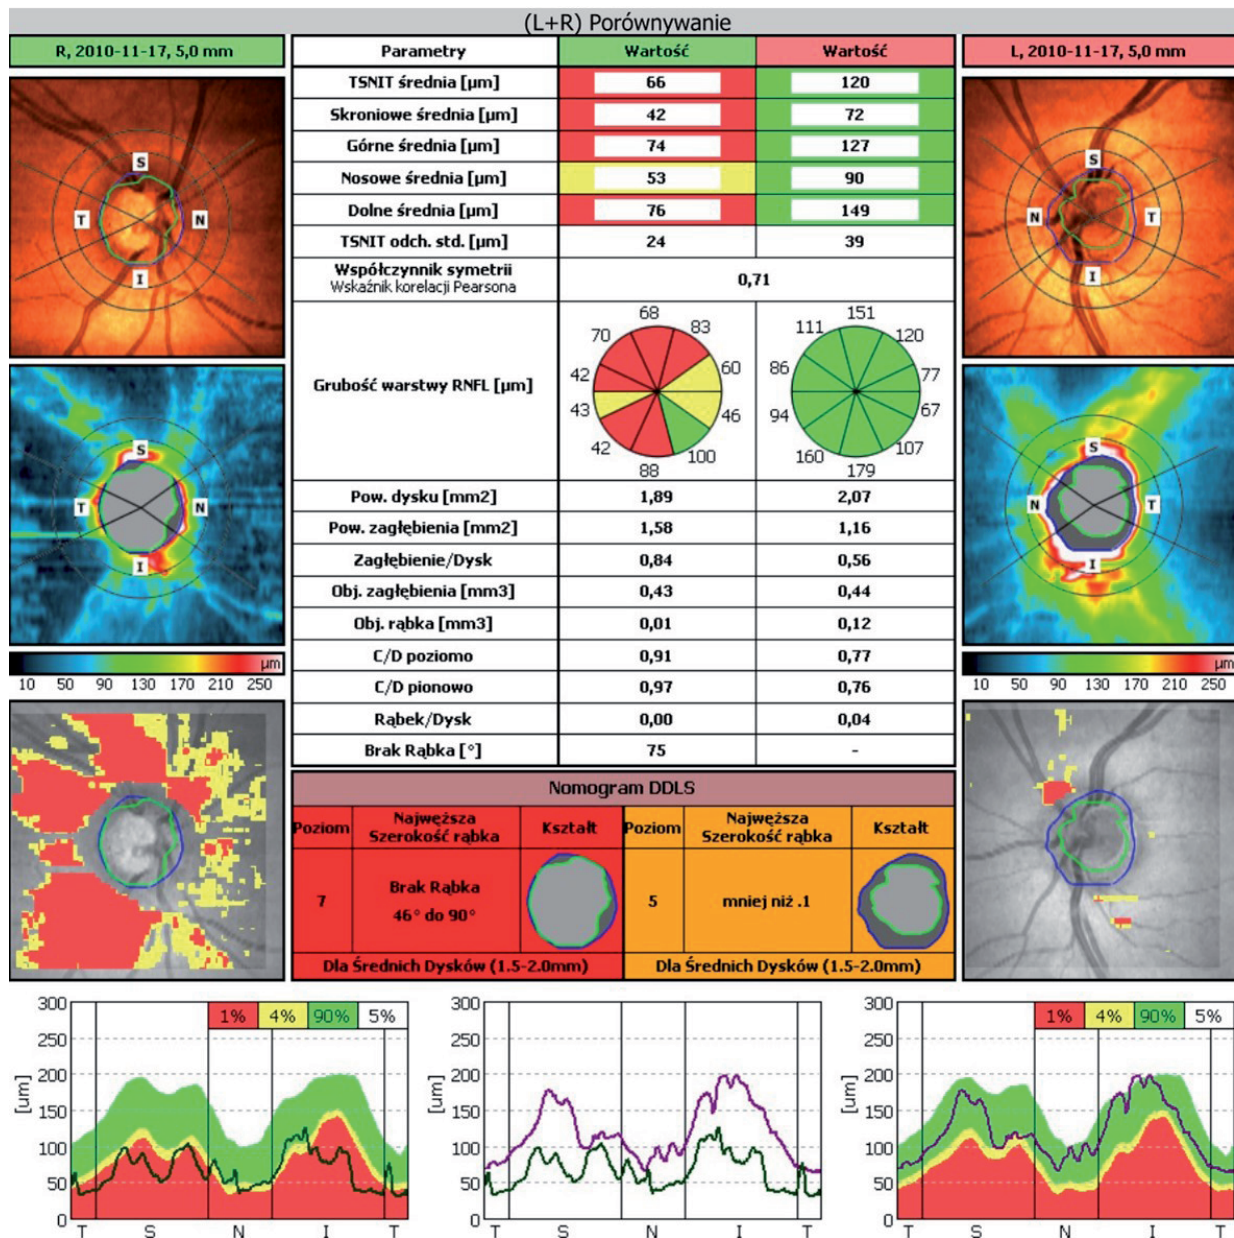 (L+R) Porównywanie
R, 2010-11-17, 5,0 mm
Parametry Wartość Wartość
L, 2010-11-17, 5,0 mm
TSNIT średnia [µm] 66 120
Skroniowe średnia [µm] 42 72
Górne średnia [µm] 74 127
Nosowe średnia [µm] 53 90
Dolne średnia [µm] 76 149
TSNIT odch. std. [µm] 24 39
Współczynnik symetrii
Wskaźnik korelacji Pearsona
0,71
S
T N
I
S
N T
I
Grubość warstwy RNFL [µm]
68
70 83
42 60
43 46
42 100
88
151
111 120
86 77
94 67
160 107
179
S
T N
I
S
N T
I
Pow. dysku [mm2] 1,89 2,07
Pow. zagłębienia [mm2] 1,58 1,16
Zagłębienie/Dysk 0,84 0,56
Obj. zagłębienia [mm3] 0,43 0,44
Obj. rąbka [mm3] 0,01 0,12
C/D poziomo 0,91 0,77
C/D pionowo 0,97 0,76
Rąbek/Dysk 0,00 0,04
Brak Rąbka [°] 75 -
µm
10 50 90 130 170 210 250
µm
10 50 90 130 170 210 250
Nomogram DDLS
Poziom Najwęższa Szerokość rąbka Kształt Poziom Najwęższa Szerokość rąbka Kształt
7 Brak Rąbka 46° do 90° 5 mniej niż .1
Dla Średnich Dysków (1.5-2.0mm) Dla Średnich Dysków (1.5-2.0mm)
300
250
200
150
100
50
0
[um]
1% 4% 90% 5%
T S N I T
300
250
200
150
100
50
0
[um]
T S N I T
300
250
200
150
100
50
0
[um]
1% 4% 90% 5%
T S N I T